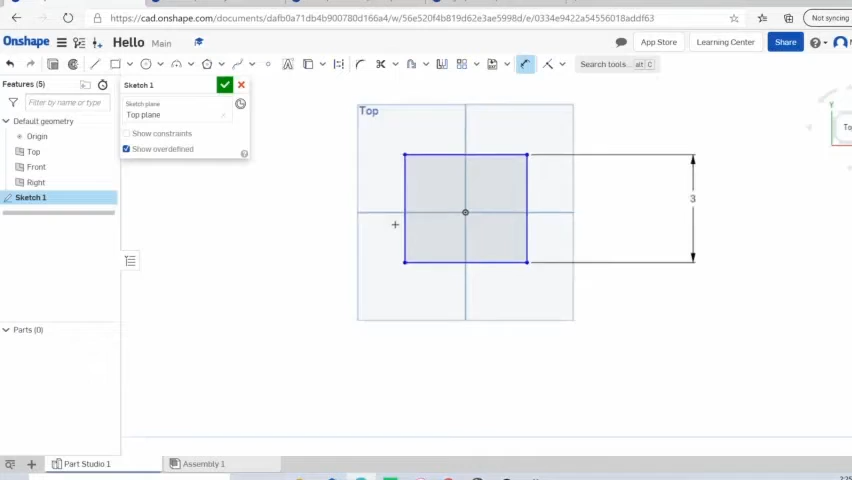 https://cad.onshape.com/documents/dafb0a71db4b900780d166a4/w/56e520f4b819d62e3ae5998d/e/0334e9422a54556018addf63
Not syncing
Onshape
Hello Main
App Store
Learning Center
Share
Search tools... alt C
Features (5)
Filter by name or type
Default geometry
Origin
Top
Front
Right
Sketch 1
Sketch 1
Sketch plane
Top plane
Show constraints
Show overdefined
Top
3
Y
Parts (0)
Part Studio 1
Assembly 1